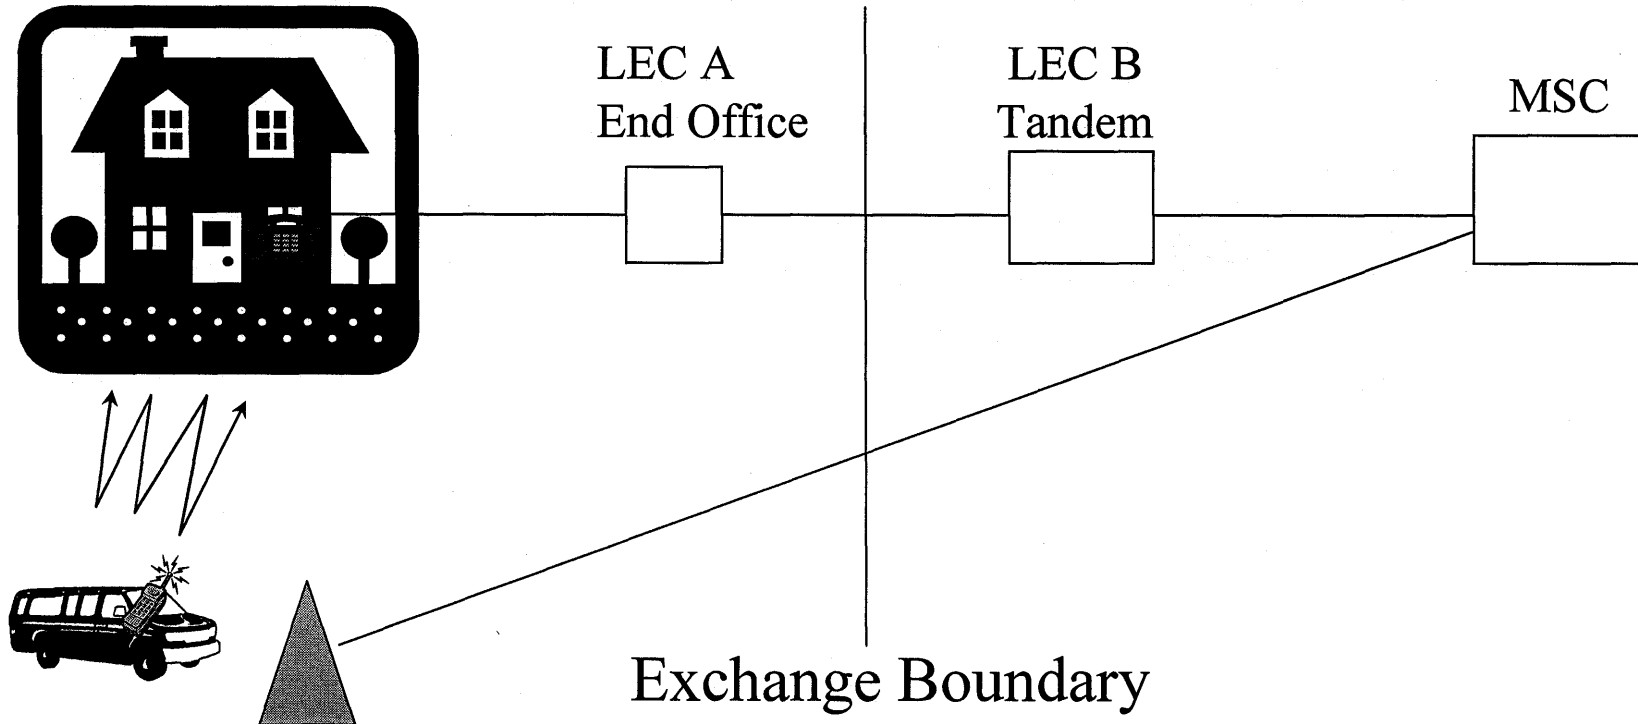 LEC A
End Office
LEC B
Tandem
MSC
Exchange Boundary